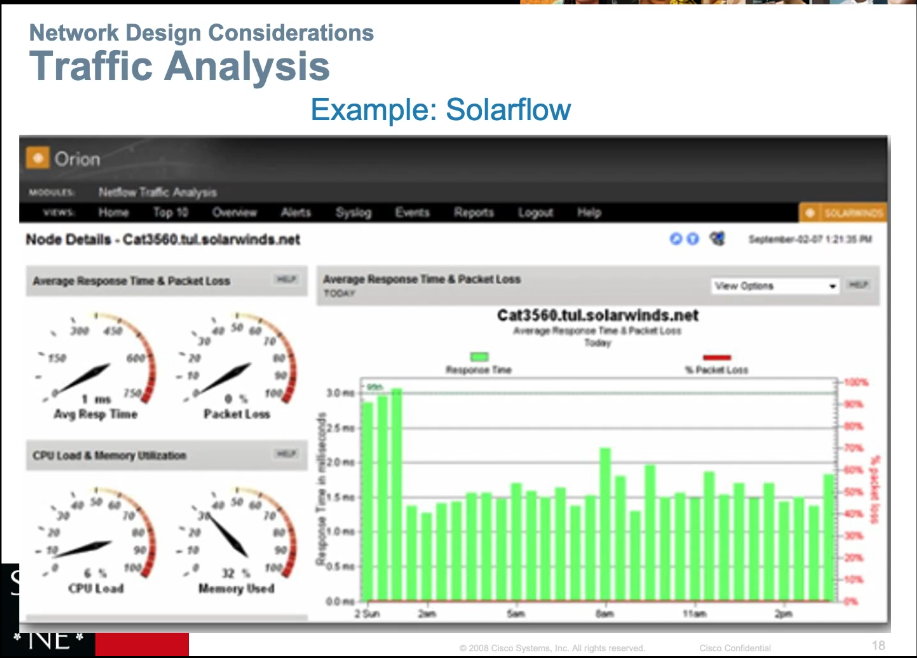 Network Design Considerations
Traffic Analysis
Example: Solarflow
Orion
MODULES: Netflow Traffic Analysis
VIEWS: Home Top 10 Overview Alerts Syslog Events Reports Logout Help
SOLARWINDS
Node Details - Cat3560.tul.solarwinds.net
September-02-07 1:21:35 PM
Average Response Time & Packet Loss HELP
300 450
150 600
0 750
1 ms
Avg Resp Time
40 50 60
30 70
20 80
10 90
0 100
0 %
Packet Loss
CPU Load & Memory Utilization HELP
40 50 60
30 70
20 80
10 90
0 100
6 %
CPU Load
40 50 60
30 70
20 80
10 90
0 100
32 %
Memory Used
Average Response Time & Packet Loss
TODAY
View Options HELP
Cat3560.tul.solarwinds.net
Average Response Time & Packet Loss
Today
Response Time % Packet Loss
95th
Response Time in milliseconds
3.0 ms
2.5 ms
2.0 ms
1.5 ms
1.0 ms
0.5 ms
0.0 ms
2 Sun 2am 5am 8am 11am 2pm
100%
90%
80%
70%
60%
50%
40%
30%
20%
10%
0%
% packet loss
S
*NE*
© 2008 Cisco Systems, Inc. All rights reserved. Cisco Confidential 18